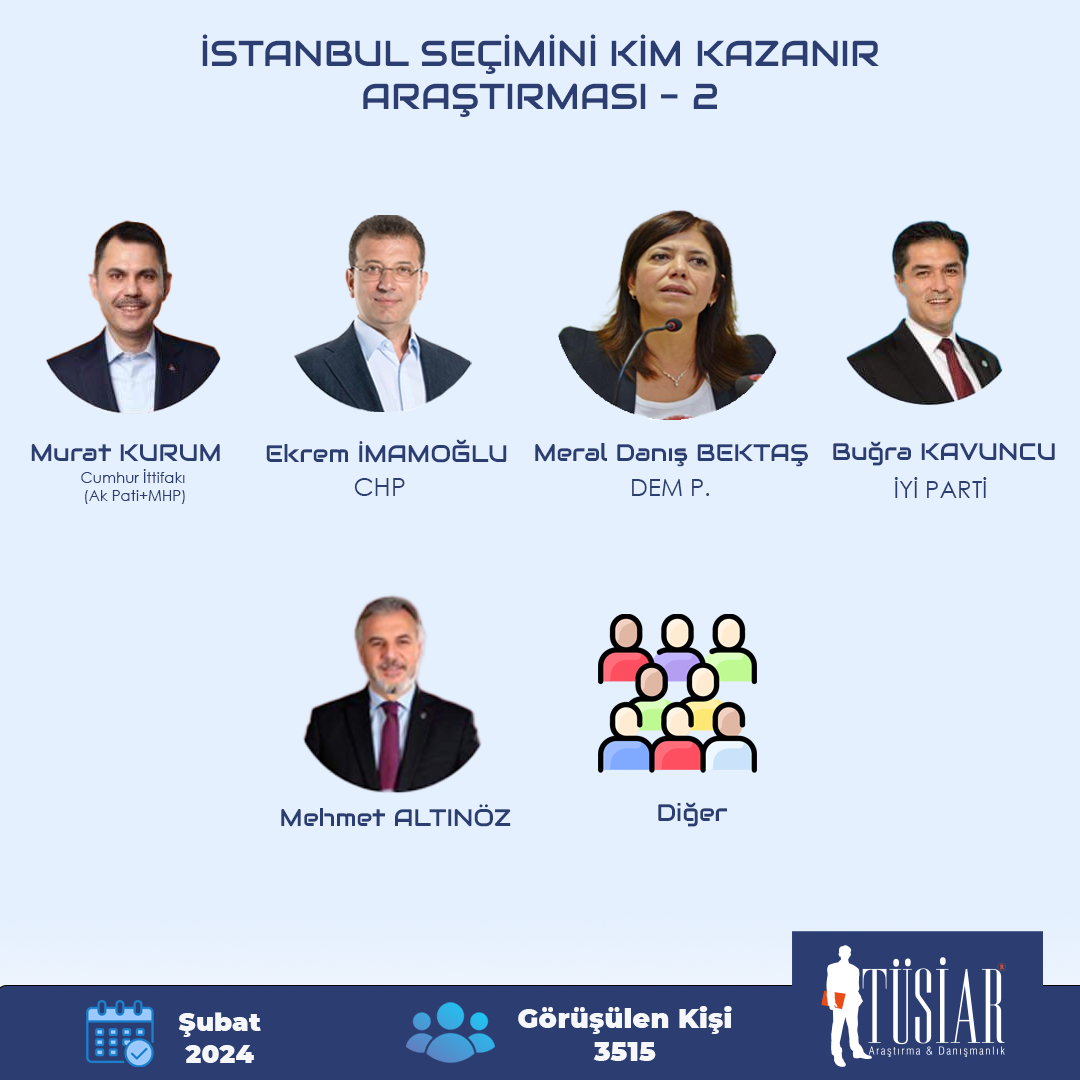 İSTANBUL SEÇİMİNİ KİM KAZANIR
ARAŞTIRMASI - 2
Murat KURUM
Cumhur İttifakı
(Ak Pati+MHP)
Ekrem İMAMOĞLU
CHP
Meral Danış BEKTAŞ
DEM P.
Buğra KAVUNCU
İYİ PARTİ
Mehmet ALTINÖZ
Diğer
Şubat
2024
Görüşülen Kişi
3515
TÜSİAR
Araştırma & Danışmanlık